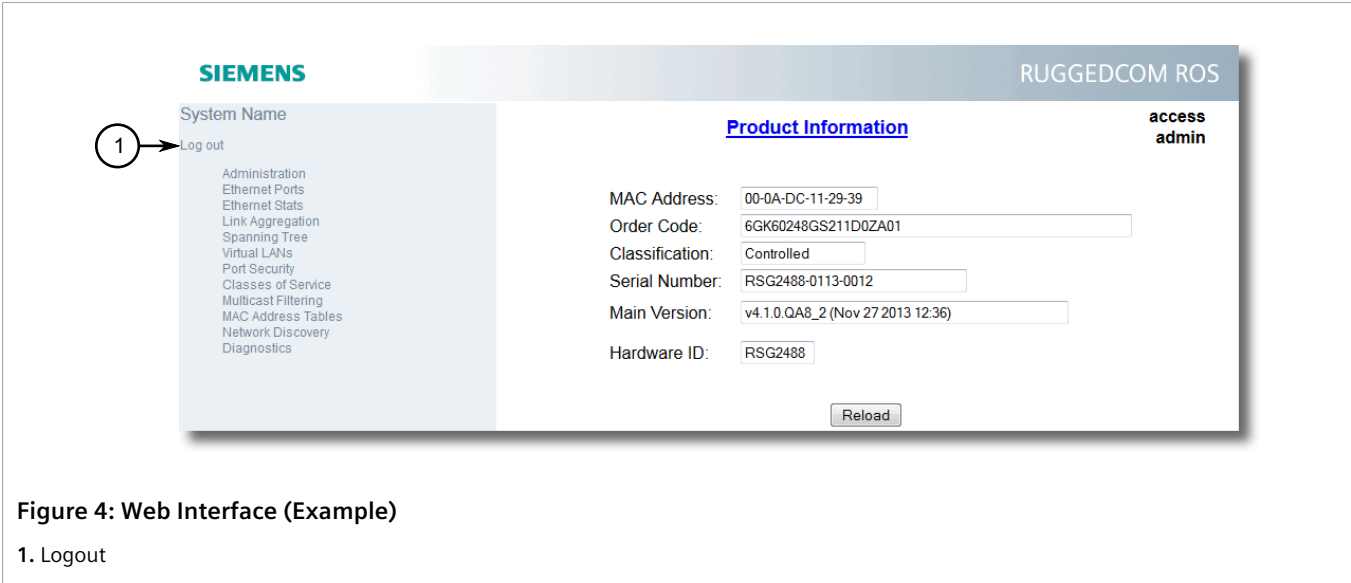 SIEMENS
RUGGEDCOM ROS
System Name
1
Log out
Administration
Ethernet Ports
Ethernet Stats
Link Aggregation
Spanning Tree
Virtual LANs
Port Security
Classes of Service
Multicast Filtering
MAC Address Tables
Network Discovery
Diagnostics
Product Information
access
admin
MAC Address: 00-0A-DC-11-29-39
Order Code: 6GK60248GS211D0ZA01
Classification: Controlled
Serial Number: RSG2488-0113-0012
Main Version: v4.1.0.QA8_2 (Nov 27 2013 12:36)
Hardware ID: RSG2488
Reload
Figure 4: Web Interface (Example)
1. Logout